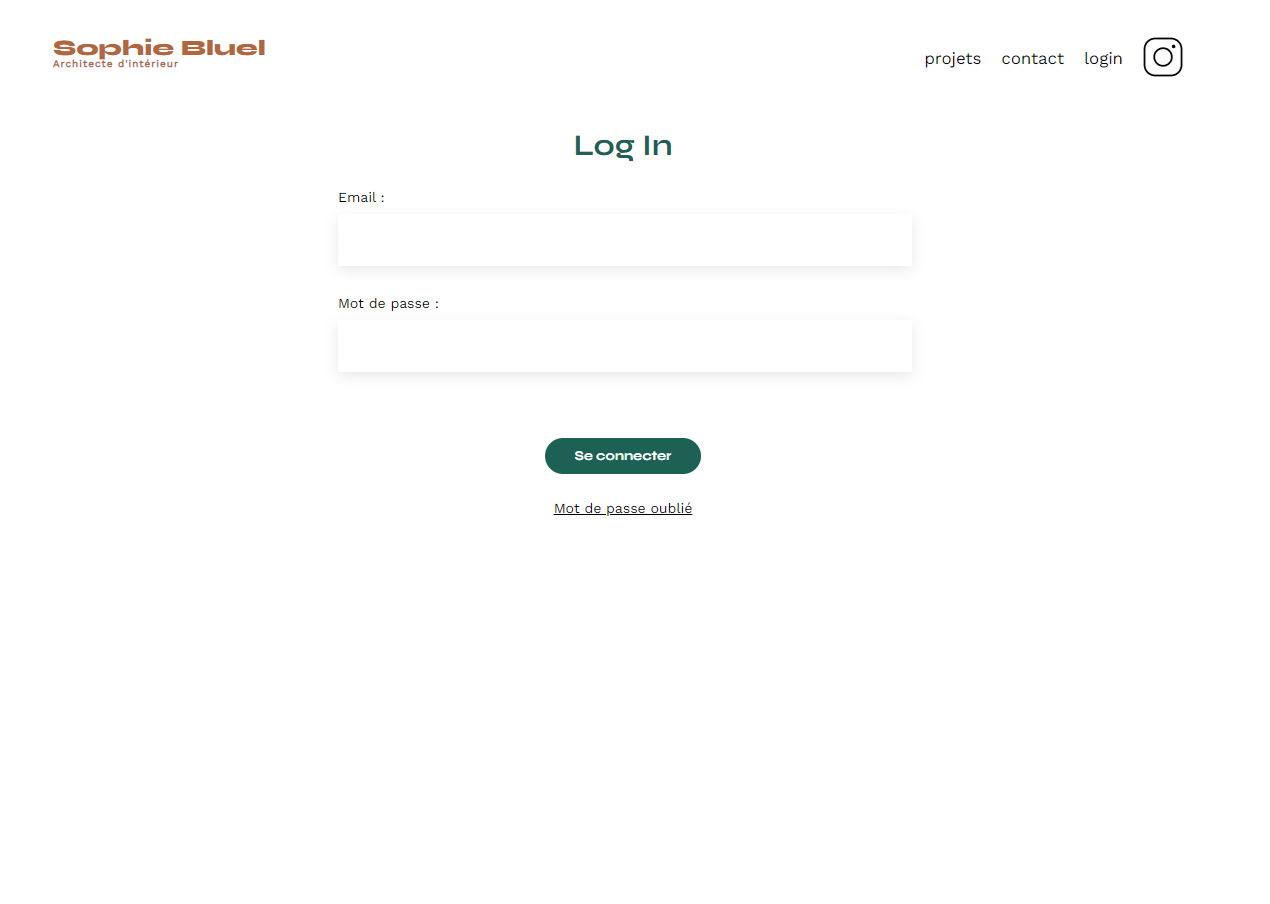 Sophie Bluel
Architecte d'intérieur
projets contact login
Log In
Email :
Mot de passe :
Se connecter
Mot de passe oublié